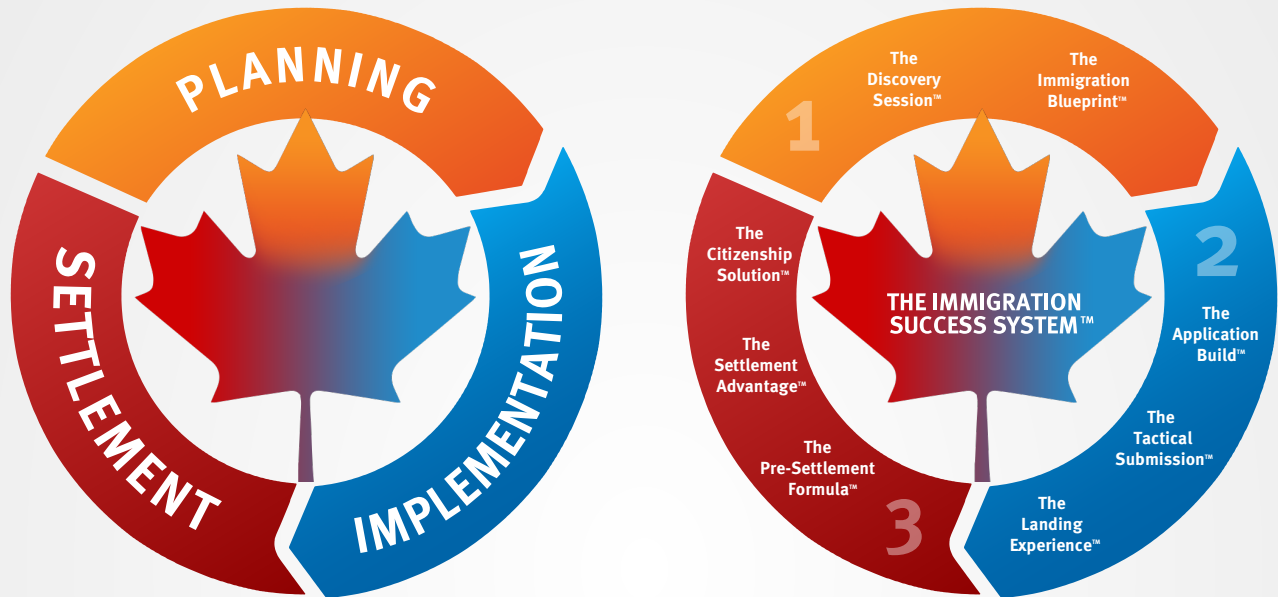 PLANNING
IMPLEMENTATION
SETTLEMENT
1
The
Discovery
Session™
The
Immigration
Blueprint™
2
The
Application
Build™
The
Tactical
Submission™
The
Landing
Experience™
3
The
Pre-Settlement
Formula™
The
Settlement
Advantage™
The
Citizenship
Solution™
THE IMMIGRATION
SUCCESS SYSTEM™